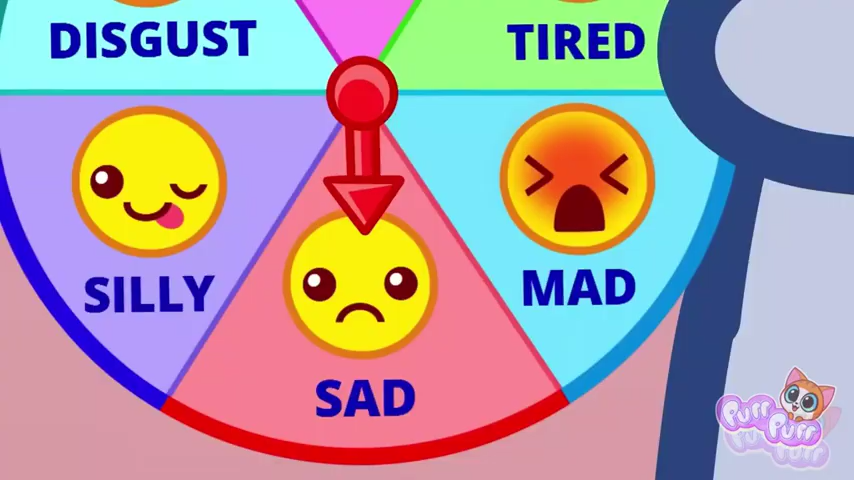 DISGUST
TIRED
SILLY
MAD
SAD
Purr
Purr